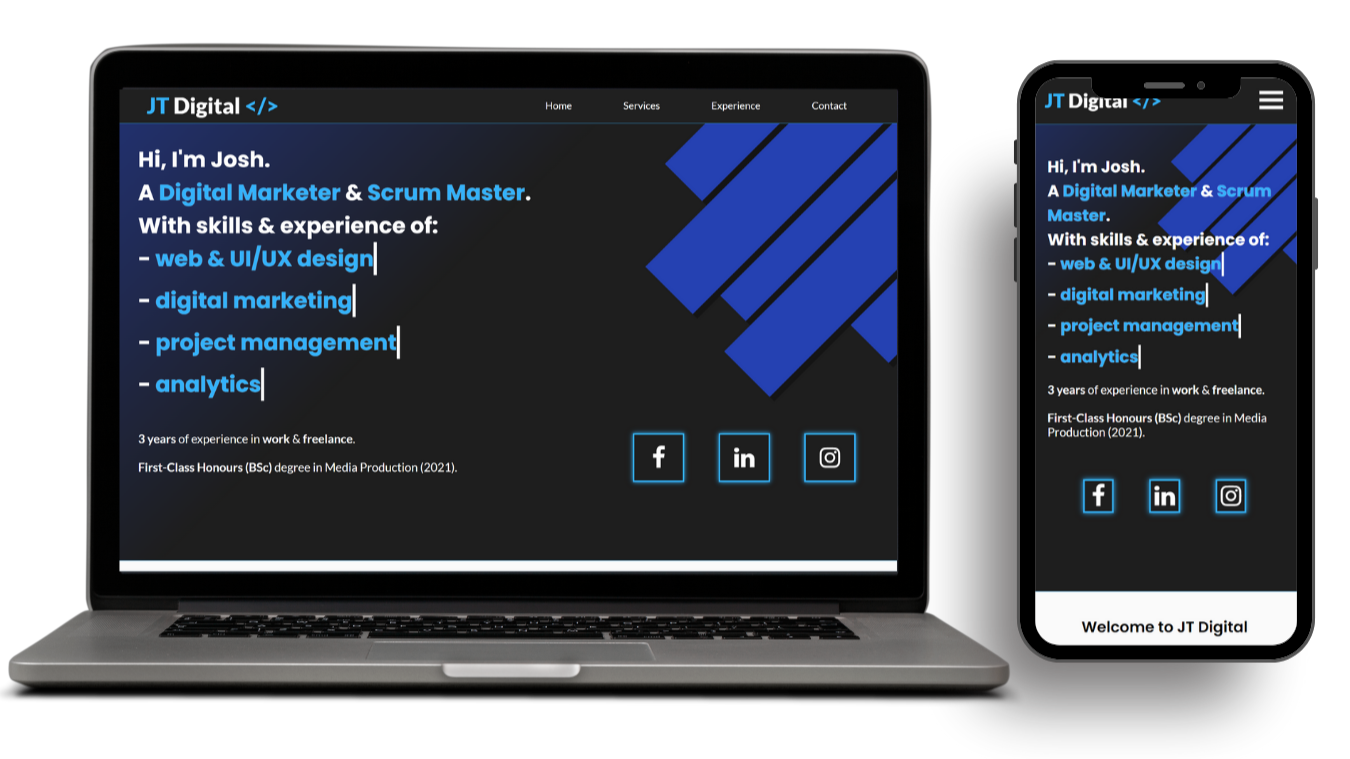 JT Digital </>
Home Services Experience Contact
Hi, I'm Josh.
A Digital Marketer & Scrum Master.
With skills & experience of:
- web & UI/UX design
- digital marketing
- project management
- analytics
3 years of experience in work & freelance.
First-Class Honours (BSc) degree in Media Production (2021).
f
in
JT Digital </>
Hi, I'm Josh.
A Digital Marketer & Scrum
Master.
With skills & experience of:
- web & UI/UX design
- digital marketing
- project management
- analytics
3 years of experience in work & freelance.
First-Class Honours (BSc) degree in Media
Production (2021).
f
in
Welcome to JT Digital